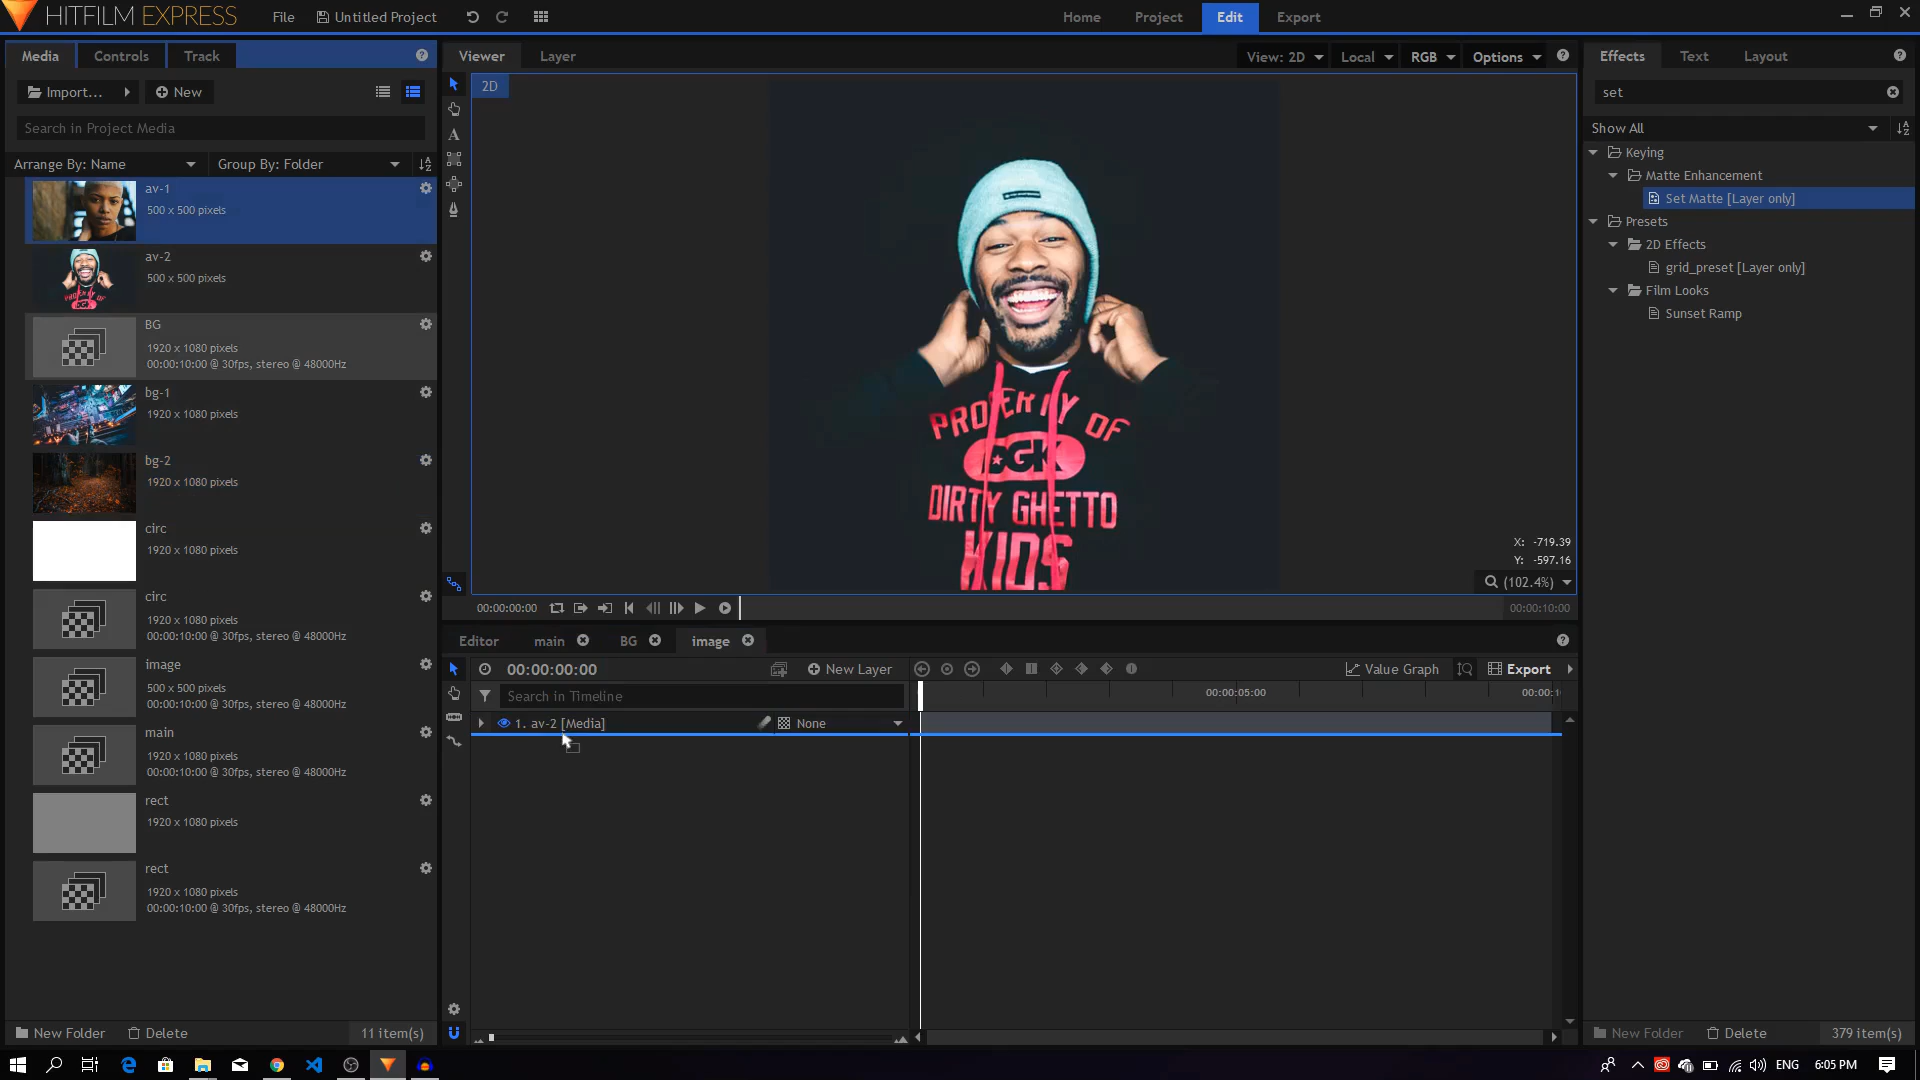 HITFILM EXPRESS
File
Untitled Project
Home
Project
Edit
Export
Media
Controls
Track
Viewer
Layer
View: 2D
Local
RGB
Options
Effects
Text
Layout
Import...
New
2D
set
Search in Project Media
Show All
Arrange By: Name
Group By: Folder
Keying
Matte Enhancement
Set Matte [Layer only]
Presets
2D Effects
grid_preset [Layer only]
Film Looks
Sunset Ramp
av-1
500 x 500 pixels
av-2
500 x 500 pixels
BG
1920 x 1080 pixels
00:00:10:00 @ 30fps, stereo @ 48000Hz
bg-1
1920 x 1080 pixels
bg-2
1920 x 1080 pixels
circ
1920 x 1080 pixels
circ
1920 x 1080 pixels
00:00:10:00 @ 30fps, stereo @ 48000Hz
image
500 x 500 pixels
00:00:10:00 @ 30fps, stereo @ 48000Hz
main
1920 x 1080 pixels
00:00:10:00 @ 30fps, stereo @ 48000Hz
rect
1920 x 1080 pixels
rect
1920 x 1080 pixels
00:00:10:00 @ 30fps, stereo @ 48000Hz
New Folder
Delete
11 item(s)
PROPERTY OF
DGK
DIRTY GHETTO
KIDS
X: -719.39
Y: -597.16
(102.4%)
00:00:00:00
00:00:10:00
Editor
main
BG
image
00:00:00:00
New Layer
Value Graph
Export
Search in Timeline
00:00:05:00
00:00:1
1. av-2 [Media]
None
New Folder
Delete
379 item(s)
ENG
6:05 PM